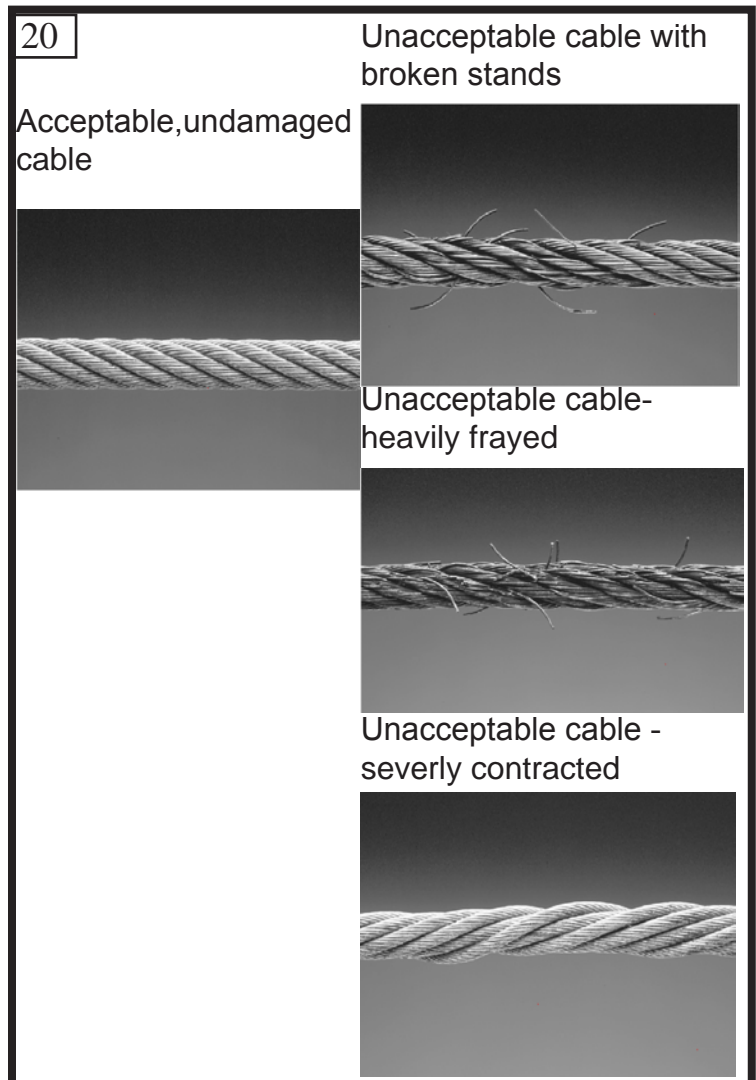 20
Acceptable,undamaged
cable
Unacceptable cable with
broken stands
Unacceptable cable-
heavily frayed
Unacceptable cable -
severly contracted